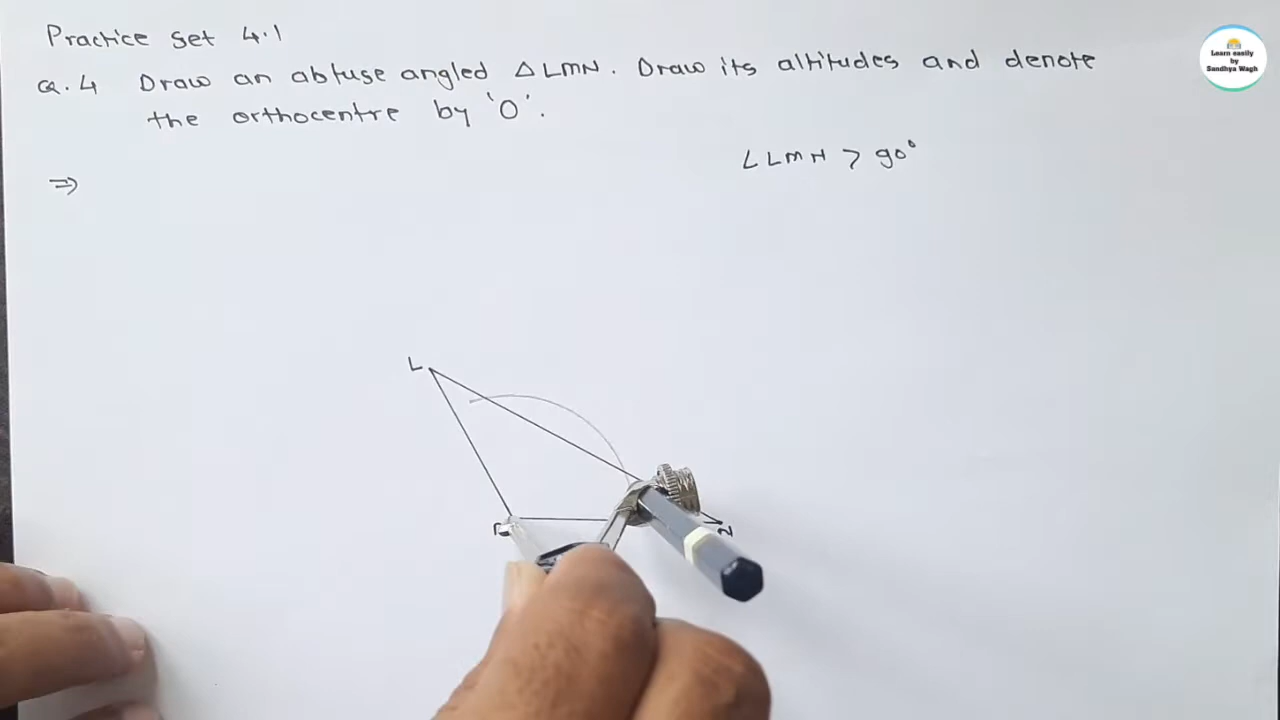 Practice set 4.1
Q.4 Draw an abtuse angled △LMN. Draw its altitudes and denote
the orthocentre by 'O'.
∠LMN > 90°
⇒
L
N
Learn easily
by
Sandhya Wagh